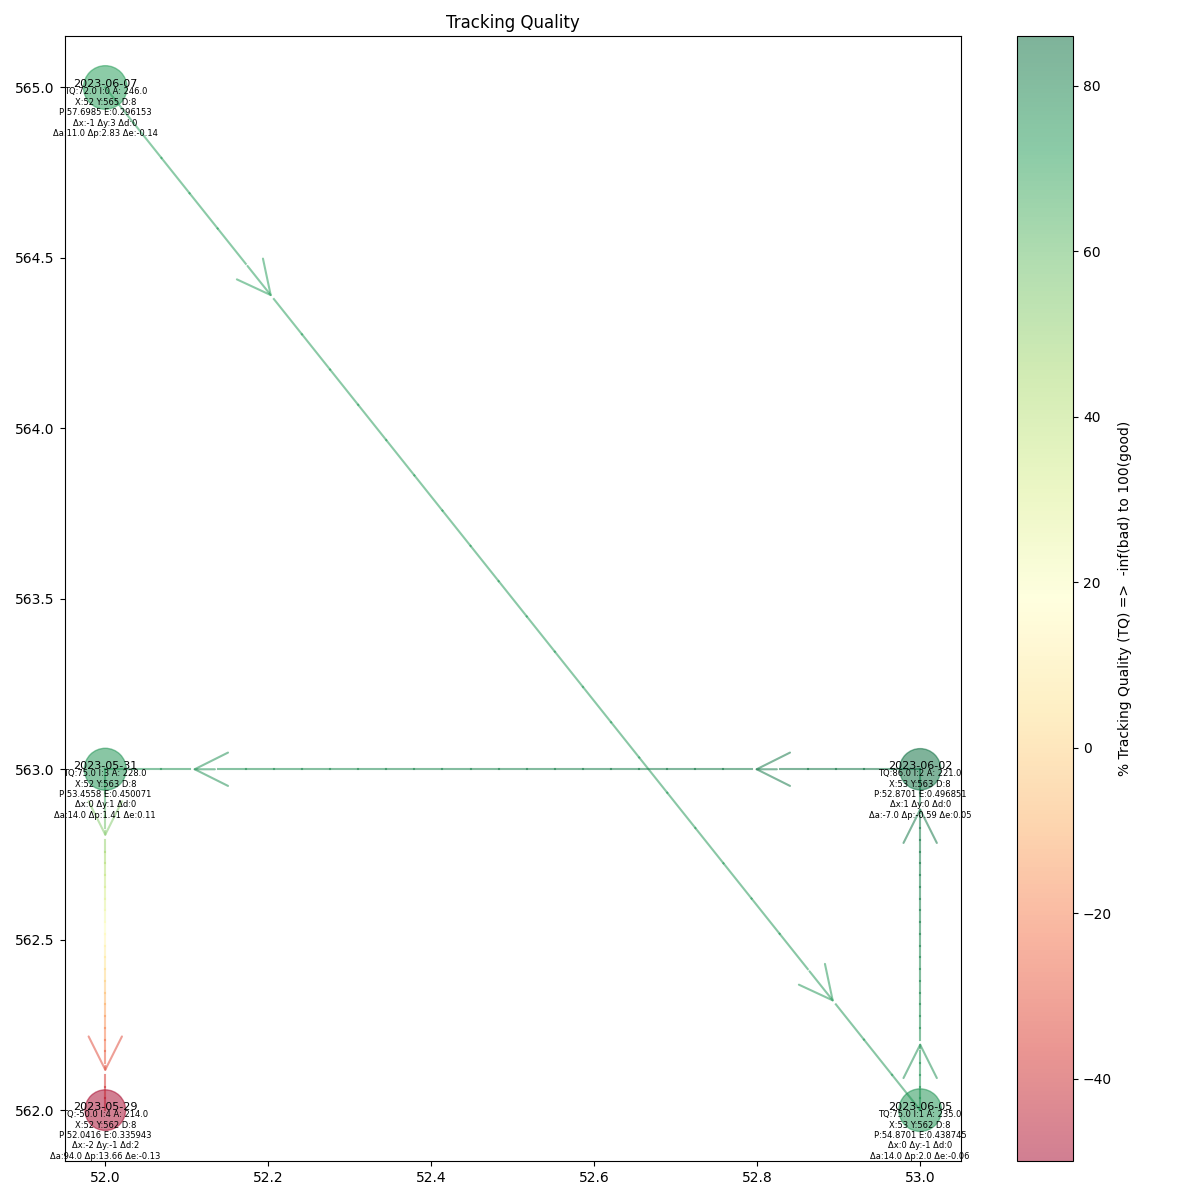 Tracking Quality
565.0
564.5
564.0
563.5
563.0
562.5
562.0
52.0
52.2
52.4
52.6
52.8
53.0
2023-06-07
TQ:72.0 I:0 A: 246.0
X:52 Y:565 D:8
P:57.6985 E:0.296153
Δx:-1 Δy:3 Δd:0
Δa:11.0 Δp:2.83 Δe:-0.14
2023-05-31
TQ:75.0 I:3 A: 228.0
X:52 Y:563 D:8
P:53.4558 E:0.450071
Δx:0 Δy:1 Δd:0
Δa:14.0 Δp:1.41 Δe:0.11
2023-06-02
TQ:86.0 I:2 A: 221.0
X:53 Y:563 D:8
P:52.8701 E:0.496851
Δx:1 Δy:0 Δd:0
Δa:-7.0 Δp:-0.59 Δe:0.05
2023-05-29
TQ:-50.0 I:4 A: 214.0
X:52 Y:562 D:8
P:52.0416 E:0.335943
Δx:-2 Δy:-1 Δd:2
Δa:94.0 Δp:13.66 Δe:-0.13
2023-06-05
TQ:75.0 I:1 A: 235.0
X:53 Y:562 D:8
P:54.8701 E:0.438745
Δx:0 Δy:-1 Δd:0
Δa:14.0 Δp:2.0 Δe:-0.06
80
60
40
20
0
−20
−40
% Tracking Quality (TQ) => -inf(bad) to 100(good)